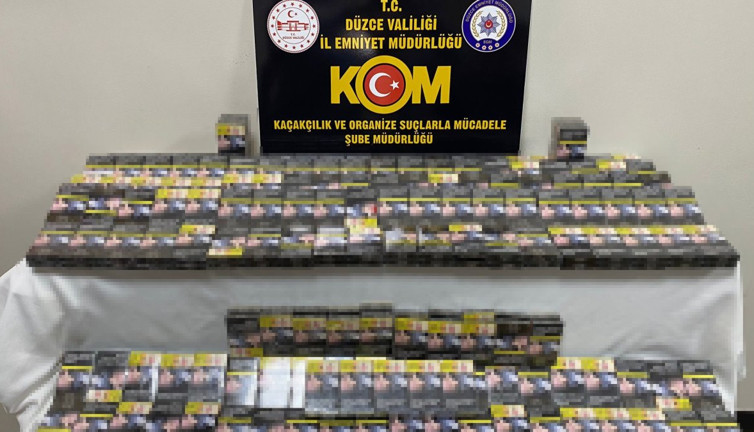 T.C.
DÜZCE VALİLİĞİ
İL EMNİYET MÜDÜRLÜĞÜ
KOM
KAÇAKÇILIK VE ORGANİZE SUÇLARLA MÜCADELE
ŞUBE MÜDÜRLÜĞÜ